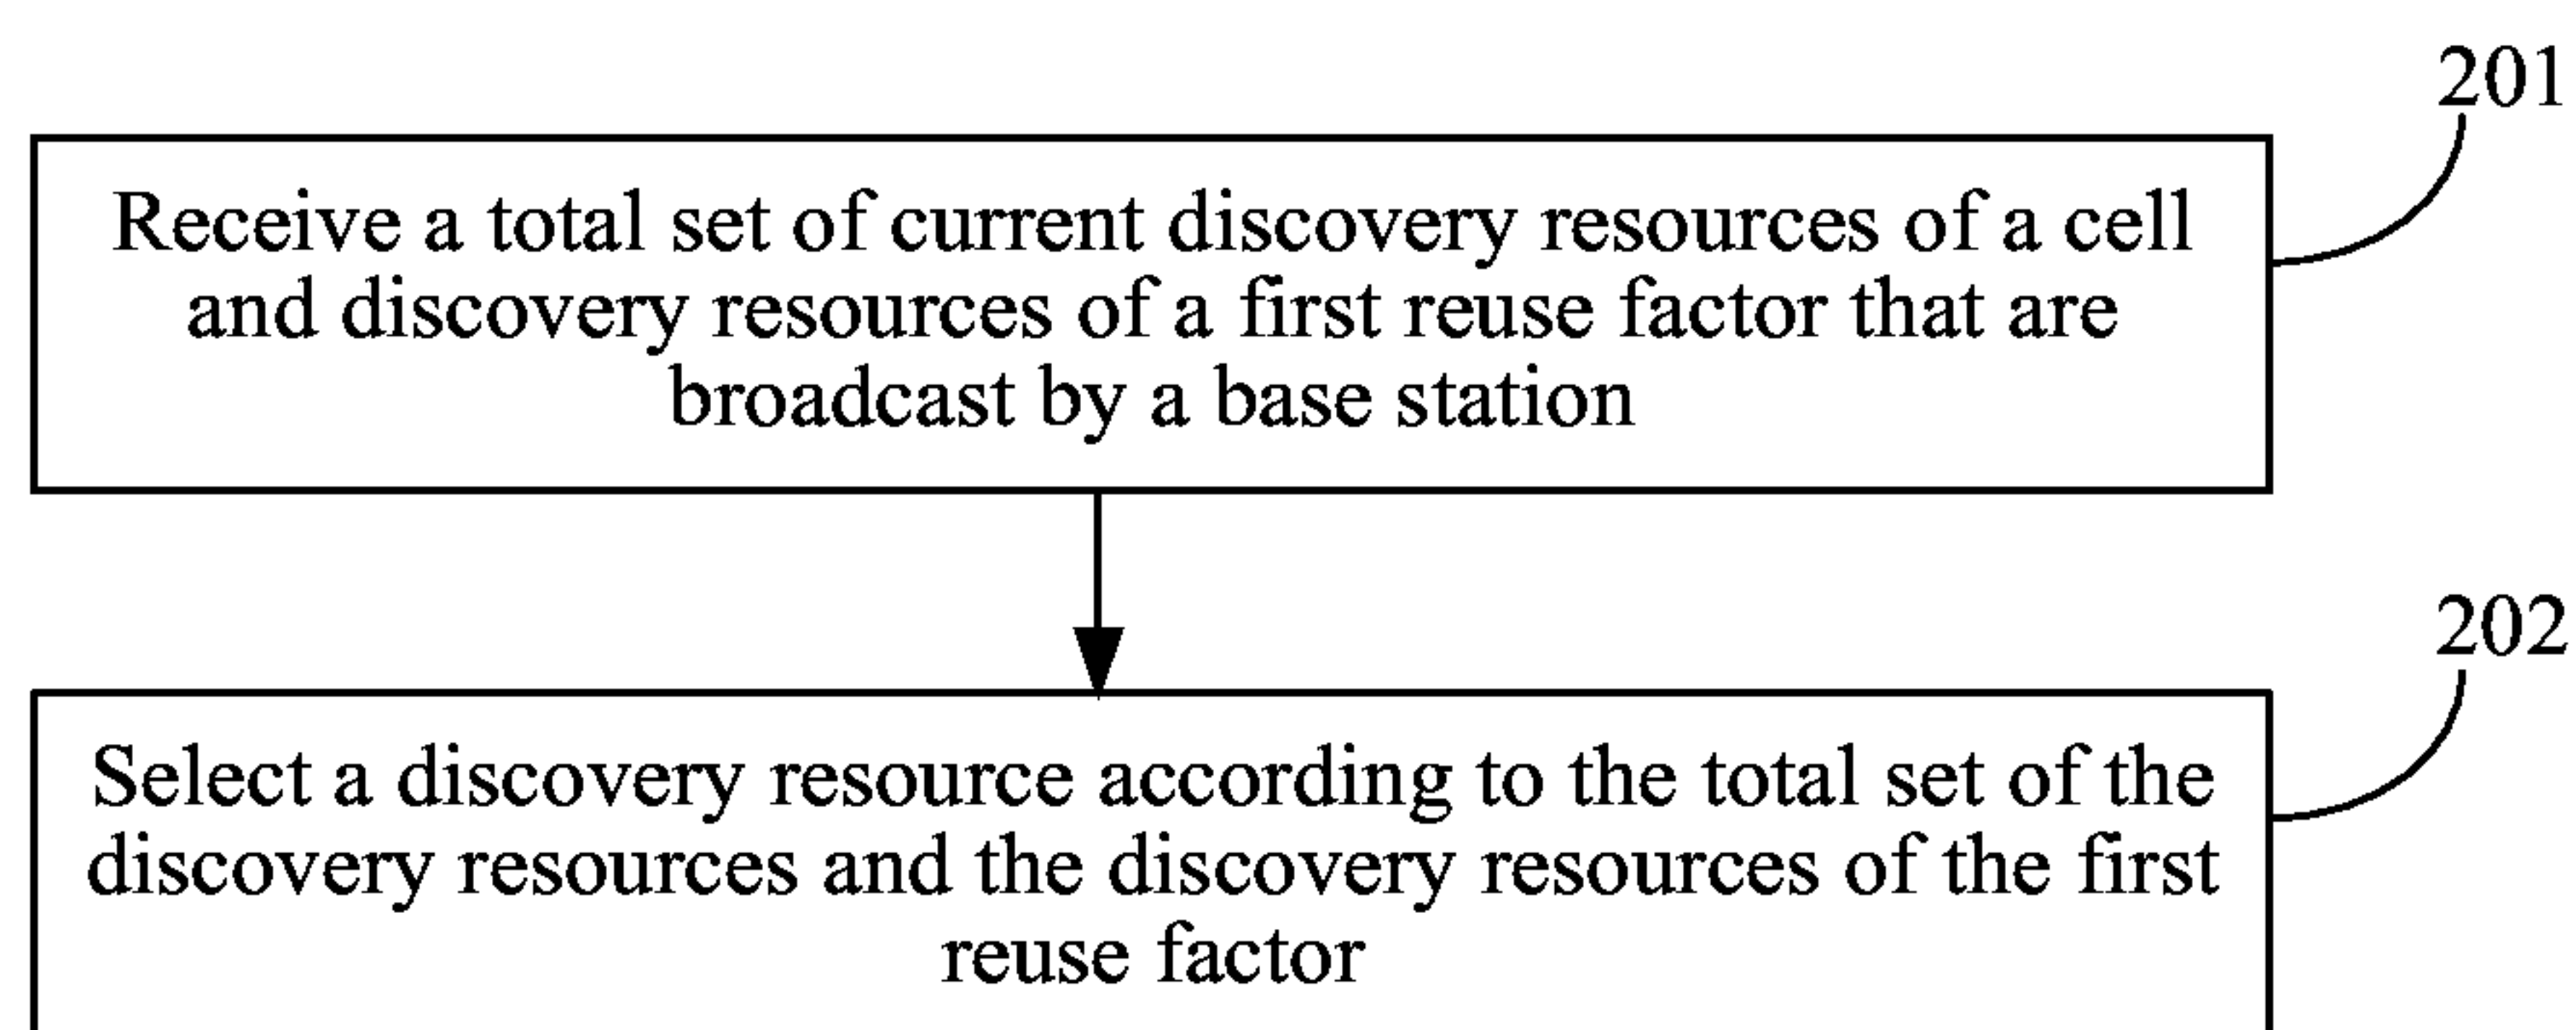 201
Receive a total set of current discovery resources of a cell
and discovery resources of a first reuse factor that are
broadcast by a base station
202
Select a discovery resource according to the total set of the
discovery resources and the discovery resources of the first
reuse factor